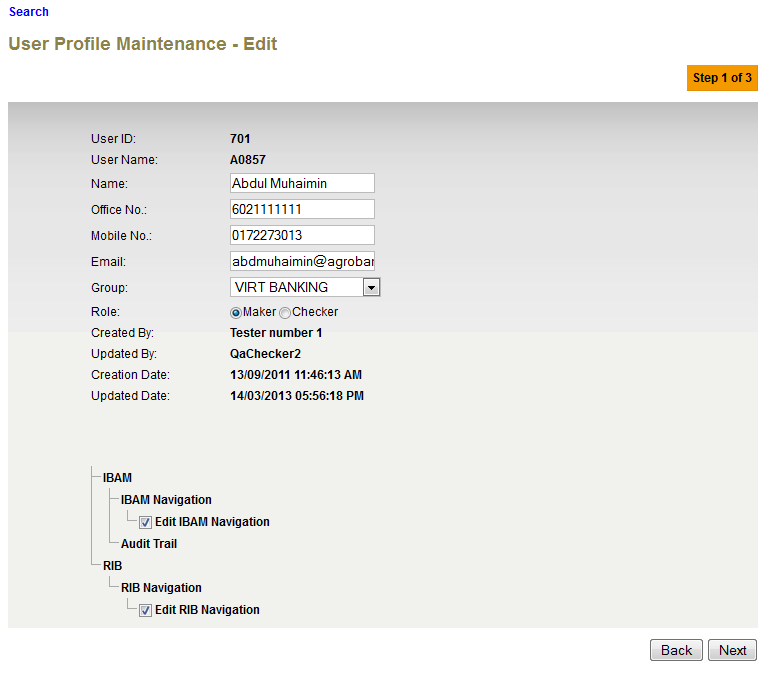 Search
User Profile Maintenance - Edit
Step 1 of 3
User ID: 701
User Name: A0857
Name: Abdul Muhaimin
Office No.: 6021111111
Mobile No.: 0172273013
Email: abdmuhaimin@agrobar
Group: VIRT BANKING
Role: Maker Checker
Created By: Tester number 1
Updated By: QaChecker2
Creation Date: 13/09/2011 11:46:13 AM
Updated Date: 14/03/2013 05:56:18 PM
IBAM
IBAM Navigation
Edit IBAM Navigation
Audit Trail
RIB
RIB Navigation
Edit RIB Navigation
Back Next